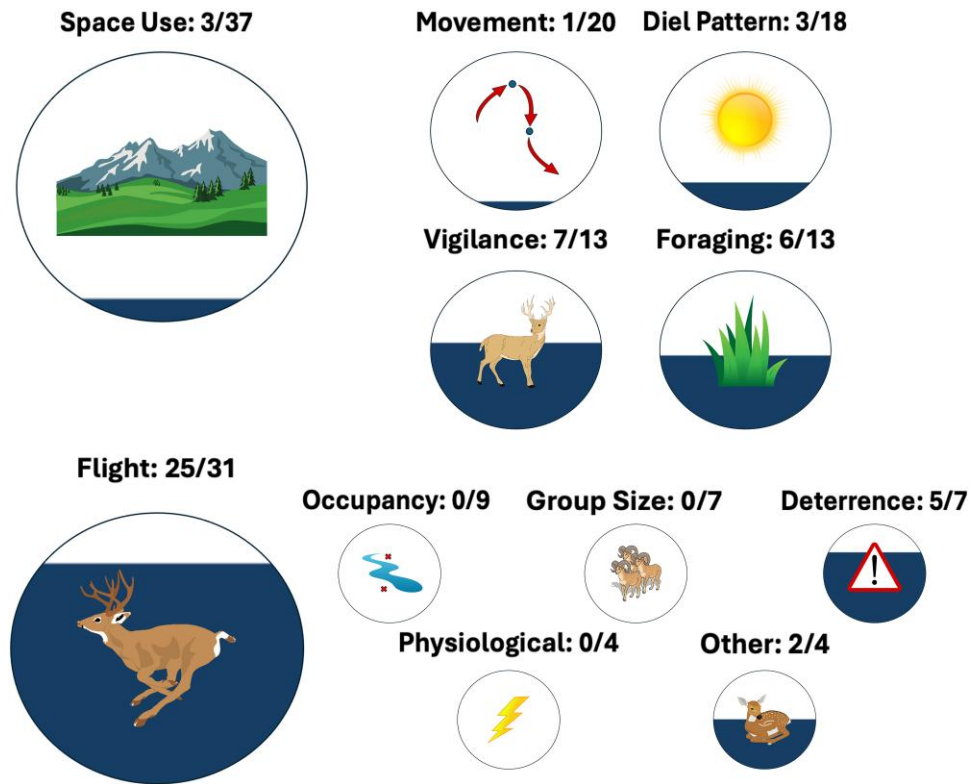 Space Use: 3/37
Movement: 1/20
Diel Pattern: 3/18
Vigilance: 7/13
Foraging: 6/13
Flight: 25/31
Occupancy: 0/9
Group Size: 0/7
Deterrence: 5/7
!
Physiological: 0/4
Other: 2/4